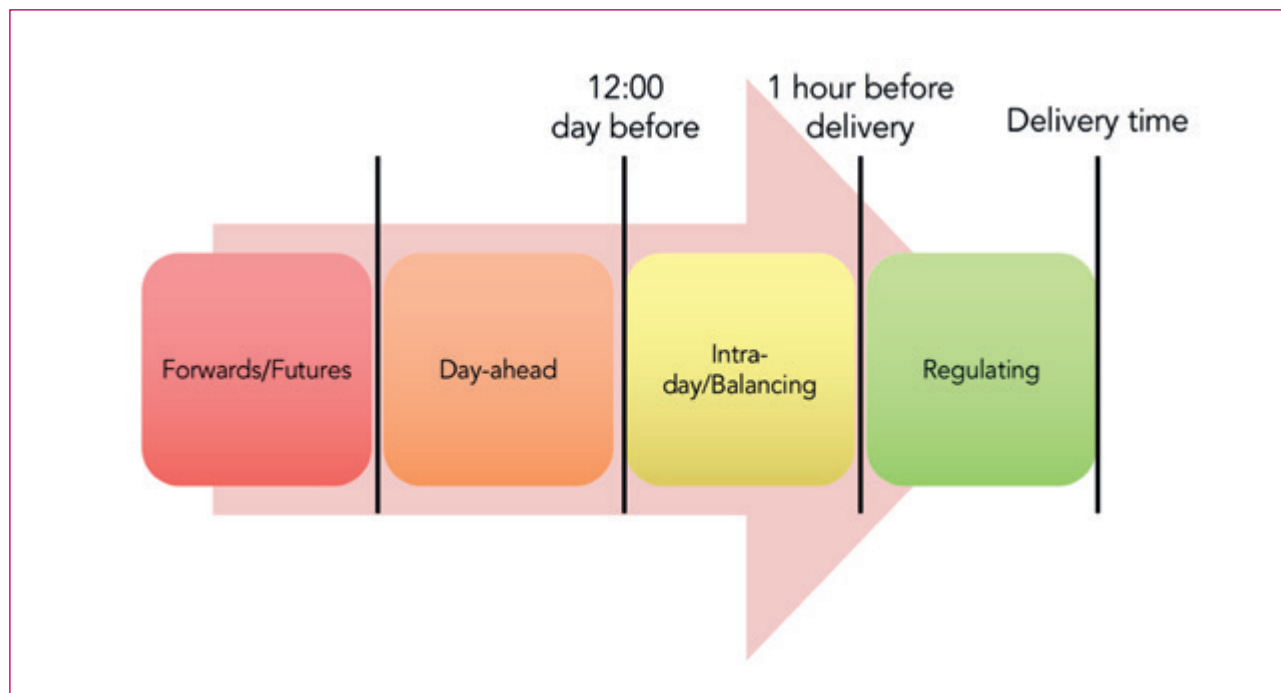 12:00
day before
1 hour before
delivery
Delivery time
Forwards/Futures
Day-ahead
Intra-
day/Balancing
Regulating